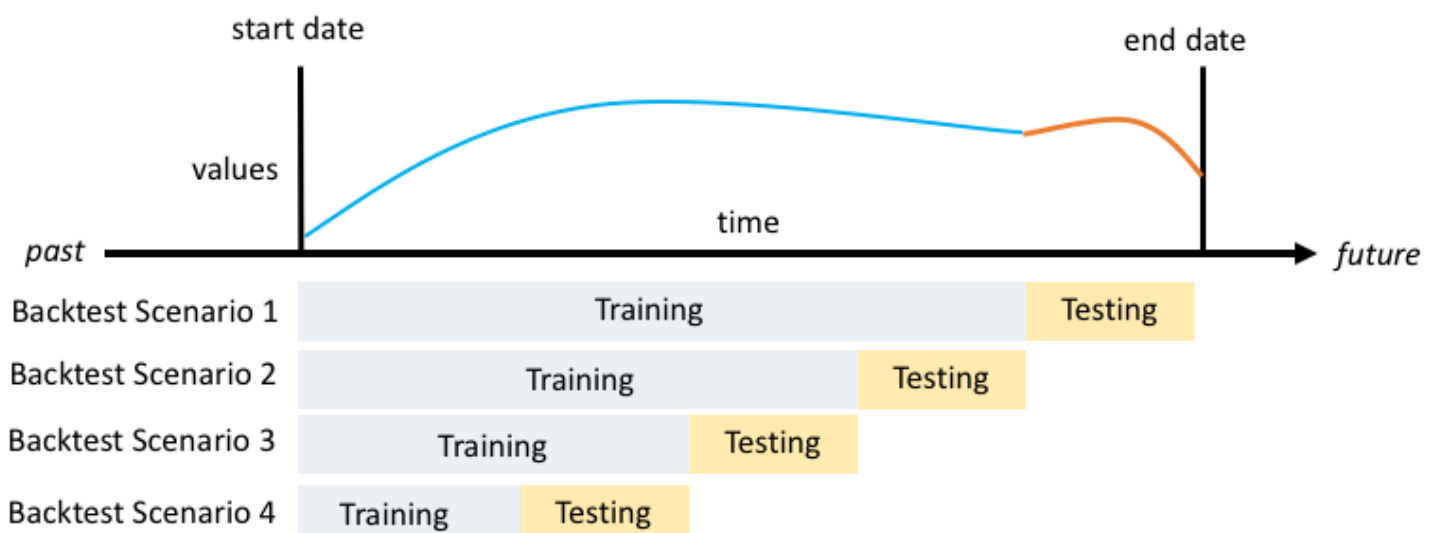 start date
end date
values
time
past
future
Backtest Scenario 1 Training Testing
Backtest Scenario 2 Training Testing
Backtest Scenario 3 Training Testing
Backtest Scenario 4 Training Testing